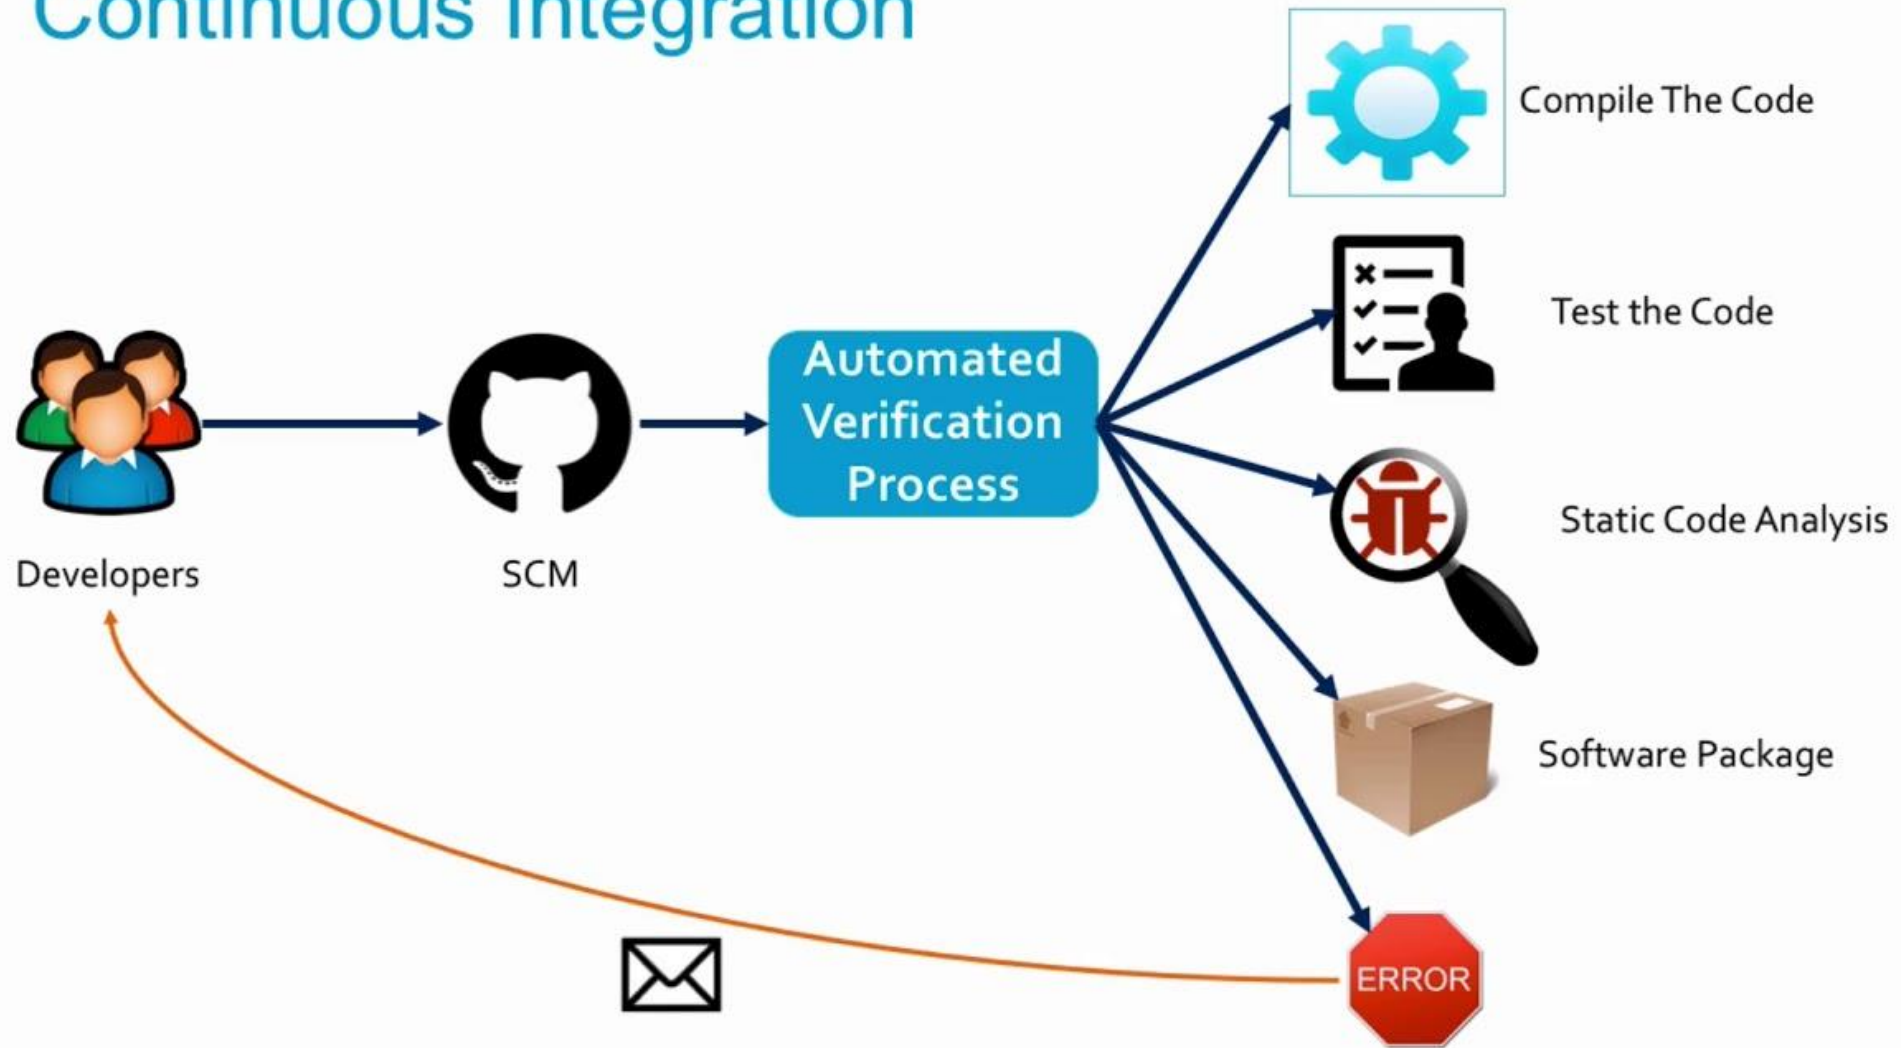 Continuous Integration
Compile The Code
Test the Code
Automated
Verification
Process
Static Code Analysis
Developers
SCM
Software Package
ERROR